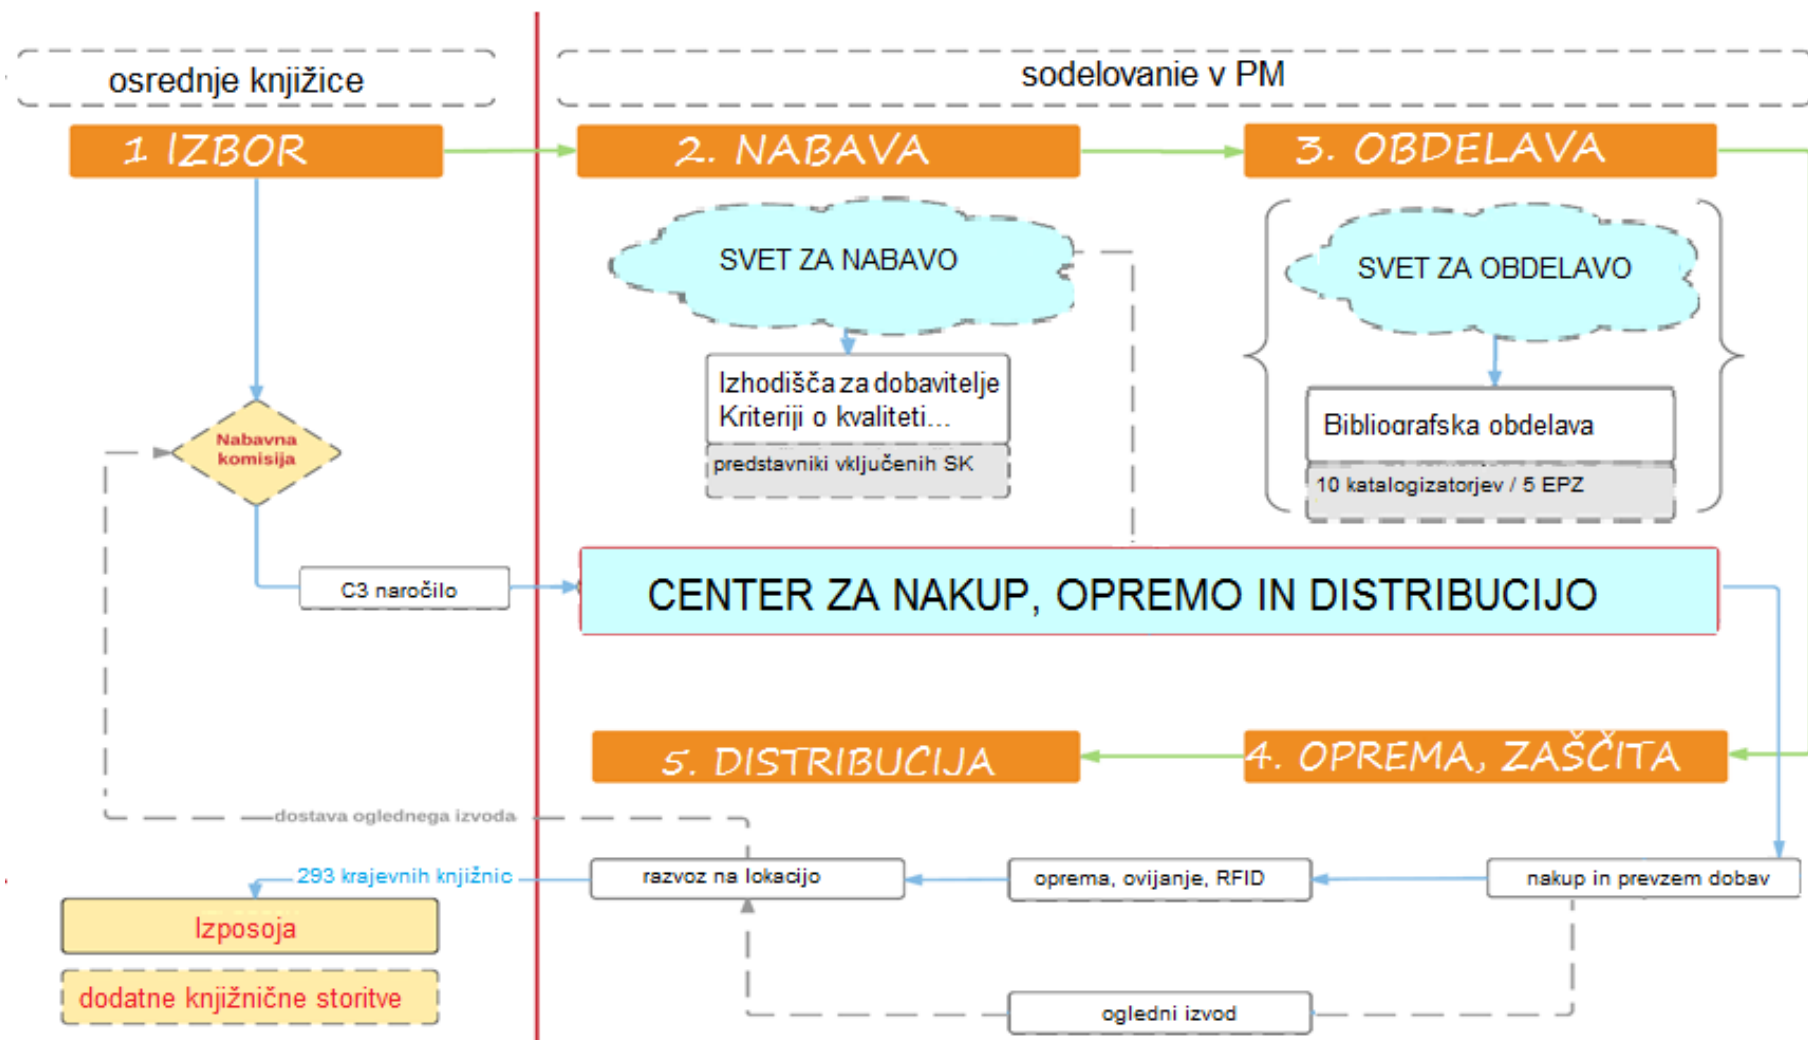 osrednje knjižice
sodelovanie v PM
1 IZBOR
2. NABAVA
3. OBDELAVA
SVET ZA NABAVO
SVET ZA OBDELAVO
Izhodišča za dobavitelje
Kriteriji o kvaliteti...
predstavniki vključenih SK
Bibliografska obdelava
10 katalogizatorjev / 5 EPZ
Nabavna
komisija
C3 naročilo
CENTER ZA NAKUP, OPREMO IN DISTRIBUCIJO
5. DISTRIBUCIJA
4. OPREMA, ZAŠČITA
dostava oglednega izvoda
293 krajevnih knjižnic
razvoz na lokacijo
oprema, ovijanje, RFID
nakup in prevzem dobav
Izposoja
dodatne knjižnične storitve
ogledni izvod